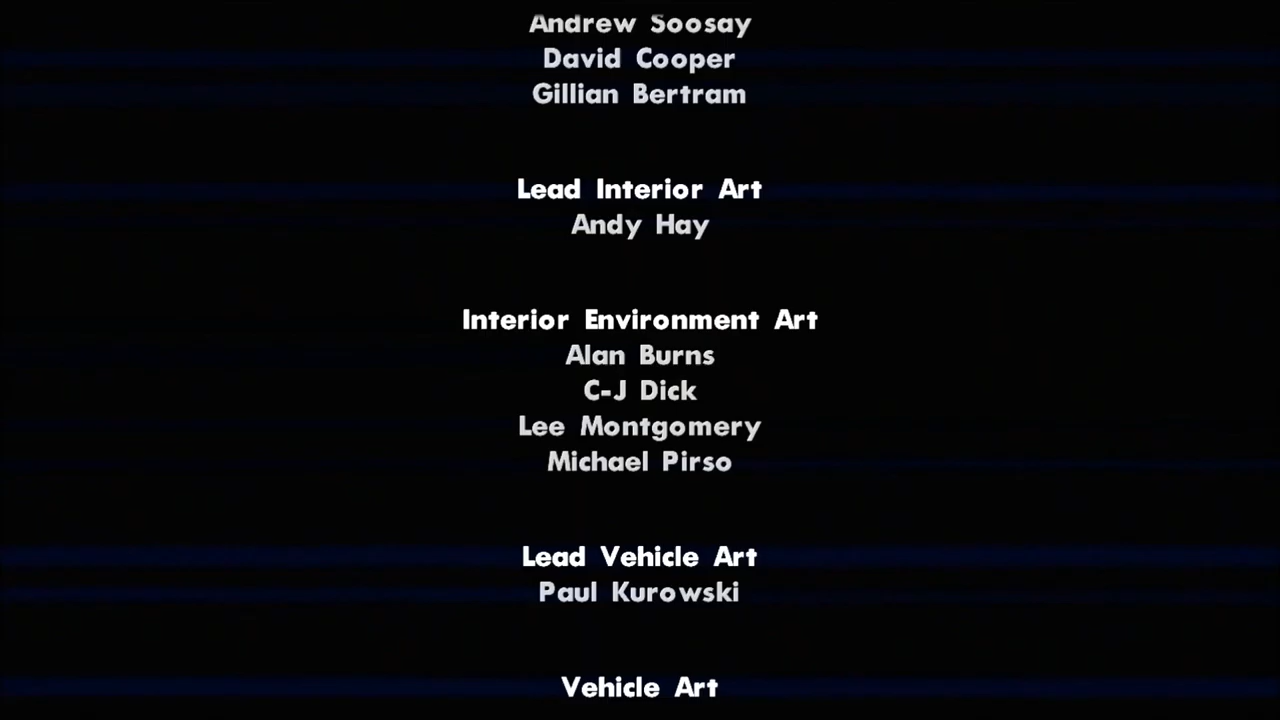 Andrew Soosay
David Cooper
Gillian Bertram
Lead Interior Art
Andy Hay
Interior Environment Art
Alan Burns
C-J Dick
Lee Montgomery
Michael Pirso
Lead Vehicle Art
Paul Kurowski
Vehicle Art